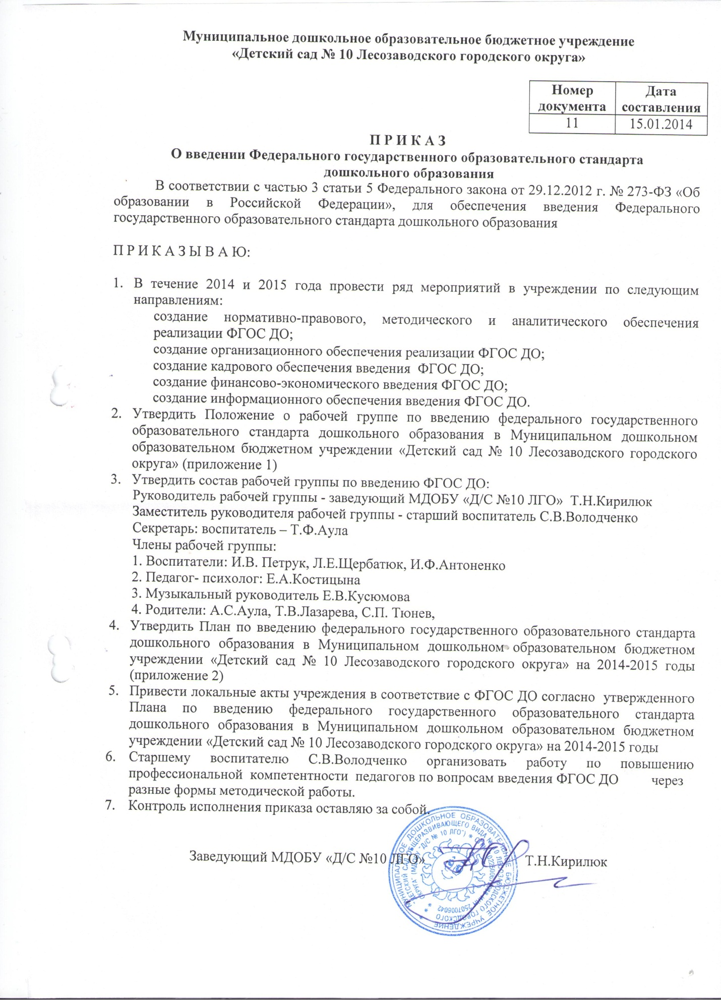 Муниципальное дошкольное образовательное бюджетное учреждение
«Детский сад № 10 Лесозаводского городского округа»
Номер документа
Дата составления
11
15.01.2014
П Р И К А З
О введении Федерального государственного образовательного стандарта
дошкольного образования
В соответствии с частью 3 статьи 5 Федерального закона от 29.12.2012 г. № 273-ФЗ «Об
образовании в Российской Федерации», для обеспечения введения Федерального
государственного образовательного стандарта дошкольного образования
П Р И К А З Ы В А Ю:
1. В течение 2014 и 2015 года провести ряд мероприятий в учреждении по следующим
направлениям:
создание нормативно-правового, методического и аналитического обеспечения
реализации ФГОС ДО;
создание организационного обеспечения реализации ФГОС ДО;
создание кадрового обеспечения введения ФГОС ДО;
создание финансово-экономического введения ФГОС ДО;
создание информационного обеспечения введения ФГОС ДО.
2. Утвердить Положение о рабочей группе по введению федерального государственного
образовательного стандарта дошкольного образования в Муниципальном дошкольном
образовательном бюджетном учреждении «Детский сад № 10 Лесозаводского городского
округа» (приложение 1)
3. Утвердить состав рабочей группы по введению ФГОС ДО:
Руководитель рабочей группы - заведующий МДОБУ «Д/С №10 ЛГО» Т.Н.Кирилюк
Заместитель руководителя рабочей группы - старший воспитатель С.В.Володченко
Секретарь: воспитатель – Т.Ф.Аула
Члены рабочей группы:
1. Воспитатели: И.В. Петрук, Л.Е.Щербатюк, И.Ф.Антоненко
2. Педагог- психолог: Е.А.Костицына
3. Музыкальный руководитель Е.В.Кусюмова
4. Родители: А.С.Аула, Т.В.Лазарева, С.П. Тюнев,
4. Утвердить План по введению федерального государственного образовательного стандарта
дошкольного образования в Муниципальном дошкольном образовательном бюджетном
учреждении «Детский сад № 10 Лесозаводского городского округа» на 2014-2015 годы
(приложение 2)
5. Привести локальные акты учреждения в соответствие с ФГОС ДО согласно утвержденного
Плана по введению федерального государственного образовательного стандарта
дошкольного образования в Муниципальном дошкольном образовательном бюджетном
учреждении «Детский сад № 10 Лесозаводского городского округа» на 2014-2015 годы
6. Старшему воспитателю С.В.Володченко организовать работу по повышению
профессиональной компетентности педагогов по вопросам введения ФГОС ДО через
разные формы методической работы.
7. Контроль исполнения приказа оставляю за собой.
Заведующий МДОБУ «Д/С №10 ЛГО» Т.Н.Кирилюк
МУНИЦИПАЛЬНОЕ ДОШКОЛЬНОЕ ОБРАЗОВАТЕЛЬНОЕ БЮДЖЕТНОЕ УЧРЕЖДЕНИЕ
"ДЕТСКИЙ САД ОБЩЕРАЗВИВАЮЩЕГО ВИДА № 10 ЛЕСОЗАВОДСКОГО ГОРОДСКОГО
ОКРУГА" (МДОБУ "Д/С № 10 ЛГО")
ИНН 2507006042